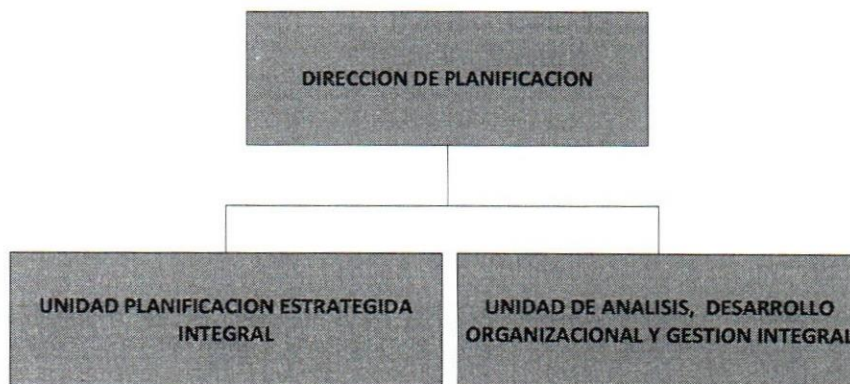 DIRECCION DE PLANIFICACION
UNIDAD PLANIFICACION ESTRATEGIDA
INTEGRAL
UNIDAD DE ANALISIS, DESARROLLO
ORGANIZACIONAL Y GESTION INTEGRAL